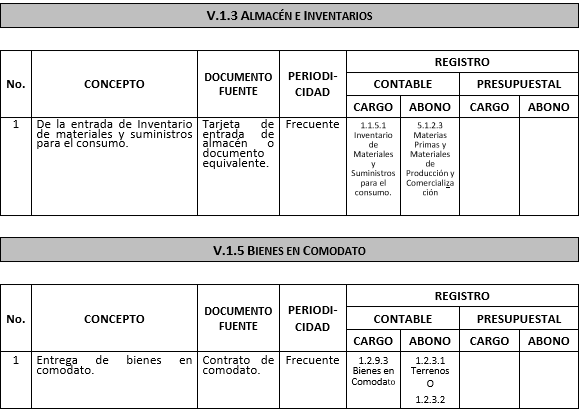 V.1.3 ALMACÉN E INVENTARIOS
No.
CONCEPTO
DOCUMENTO
FUENTE
PERIODI-
CIDAD
REGISTRO
CONTABLE
PRESUPUESTAL
CARGO
ABONO
CARGO
ABONO
1
De la entrada de Inventario
de materiales y suministros
para el consumo.
Tarjeta de
entrada de
almacén o
documento
equivalente.
Frecuente
1.1.5.1
Inventario
de
Materiales
y
Suministros
para el
consumo.
5.1.2.3
Materias
Primas y
Materiales
de
Producción y
Comercializa
ción
V.1.5 BIENES EN COMODATO
No.
CONCEPTO
DOCUMENTO
FUENTE
PERIODI-
CIDAD
REGISTRO
CONTABLE
PRESUPUESTAL
CARGO
ABONO
CARGO
ABONO
1
Entrega de bienes en
comodato.
Contrato de
comodato.
Frecuente
1.2.9.3
Bienes en
Comodato
1.2.3.1
Terrenos
O
1.2.3.2